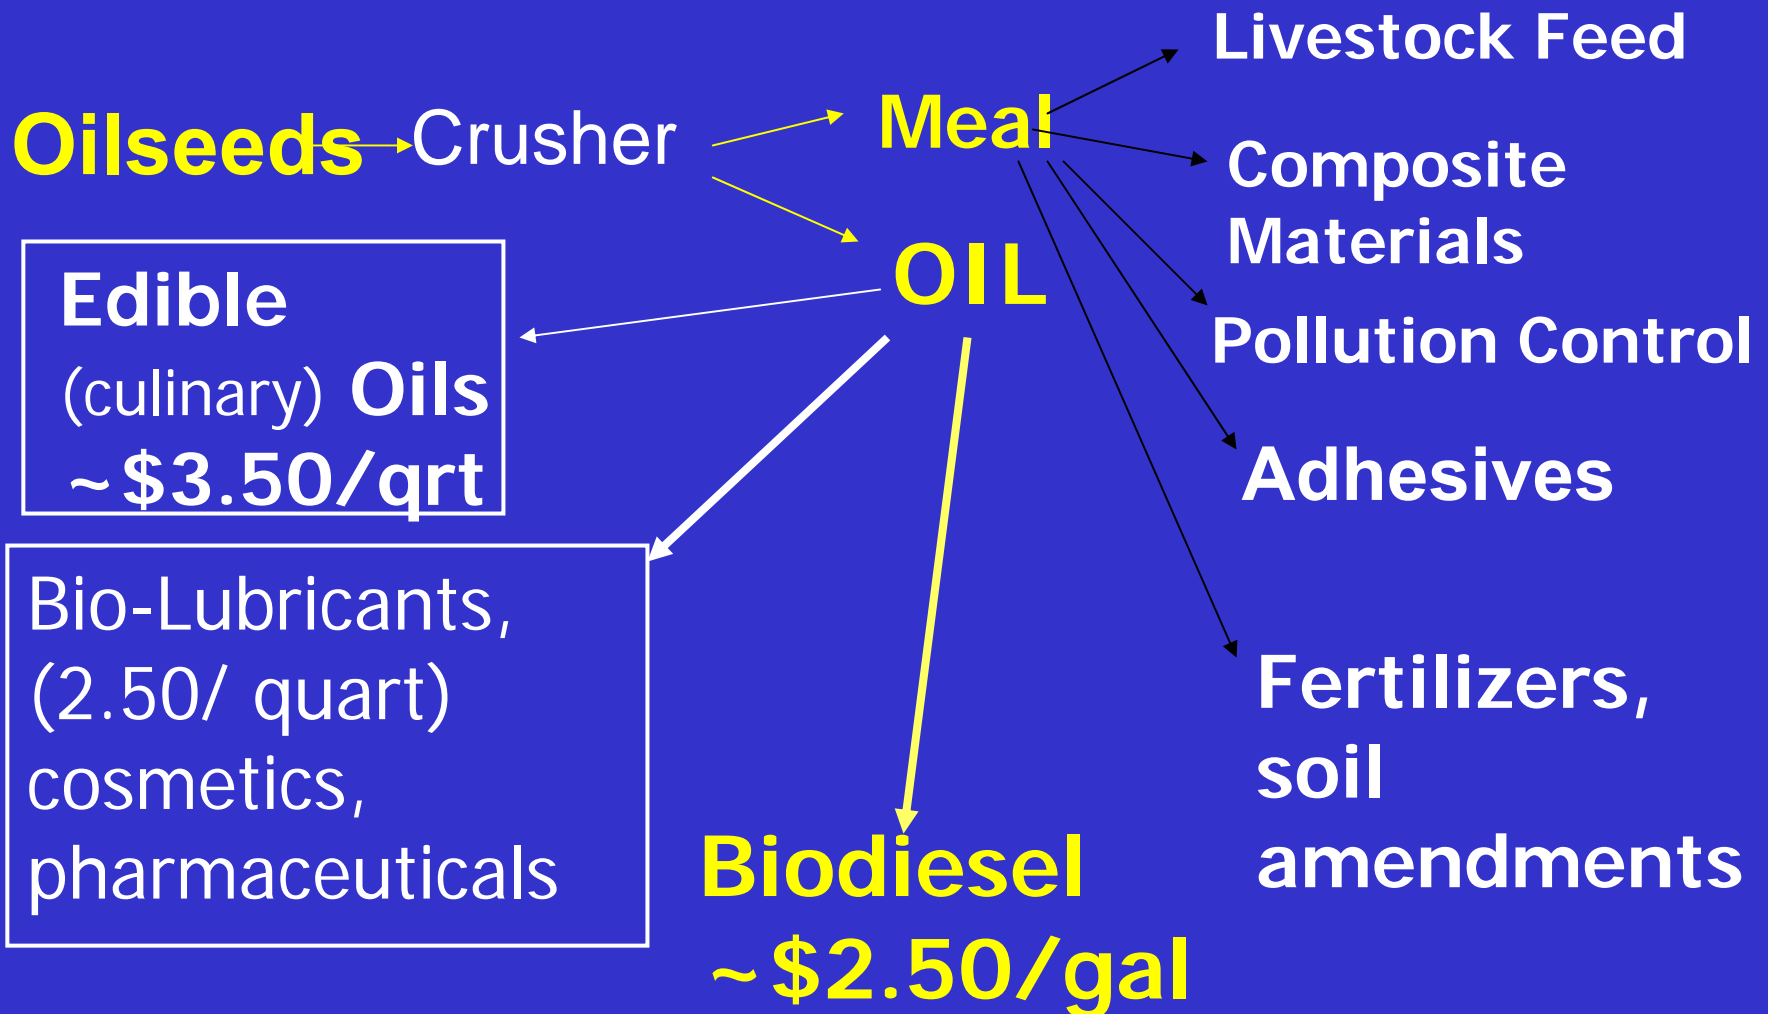 Oilseeds
Crusher
Meal
OIL
Livestock Feed
Composite
Materials
Pollution Control
Adhesives
Fertilizers,
soil
amendments
Edible
(culinary) Oils
~$3.50/qrt
Bio-Lubricants,
(2.50/ quart)
cosmetics,
pharmaceuticals
Biodiesel
~$2.50/gal